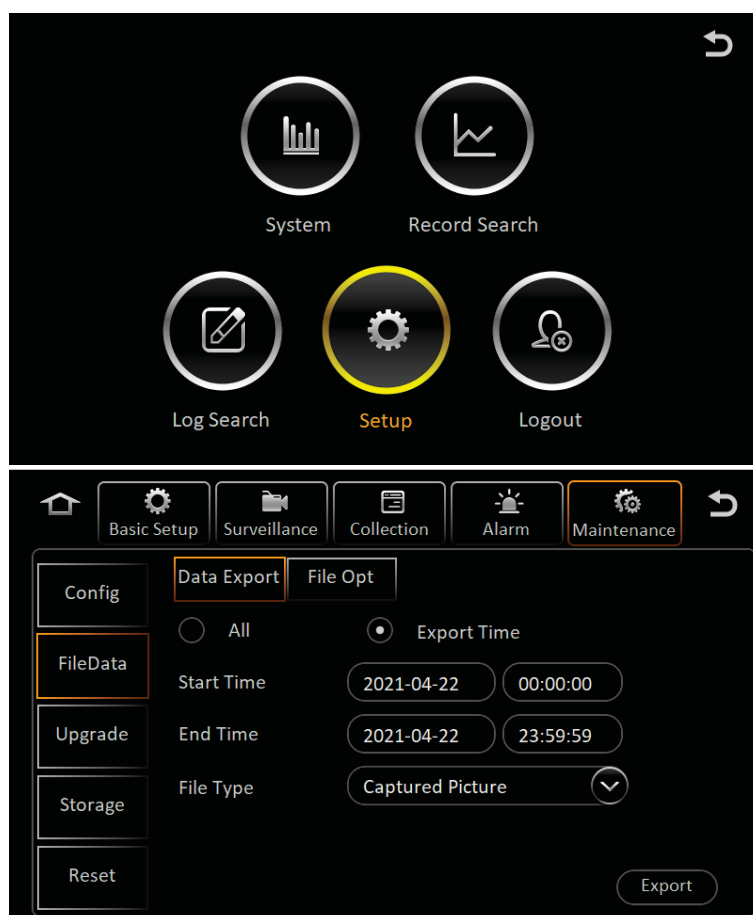 System Record Search
Log Search Setup Logout
Basic Setup Surveillance Collection Alarm Maintenance
Config
FileData
Upgrade
Storage
Reset
Data Export File Opt
All Export Time
Start Time 2021-04-22 00:00:00
End Time 2021-04-22 23:59:59
File Type Captured Picture
Export